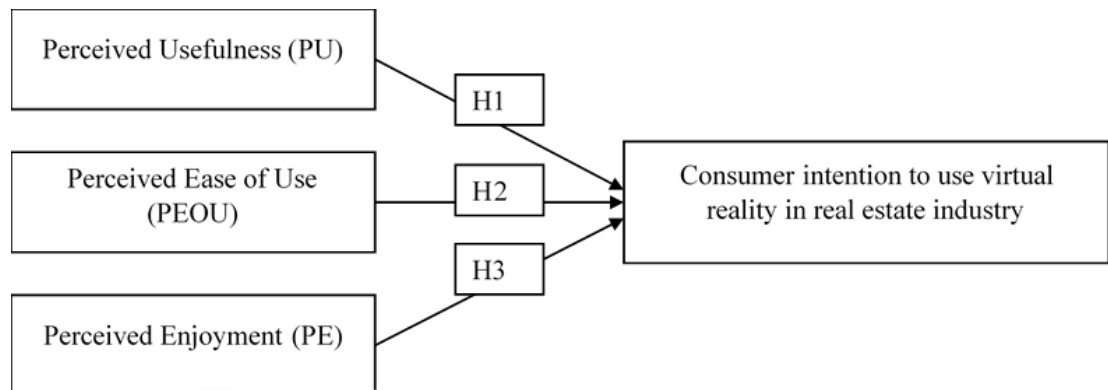 Perceived Usefulness (PU)
H1
Perceived Ease of Use
(PEOU)
H2
Consumer intention to use virtual
reality in real estate industry
H3
Perceived Enjoyment (PE)